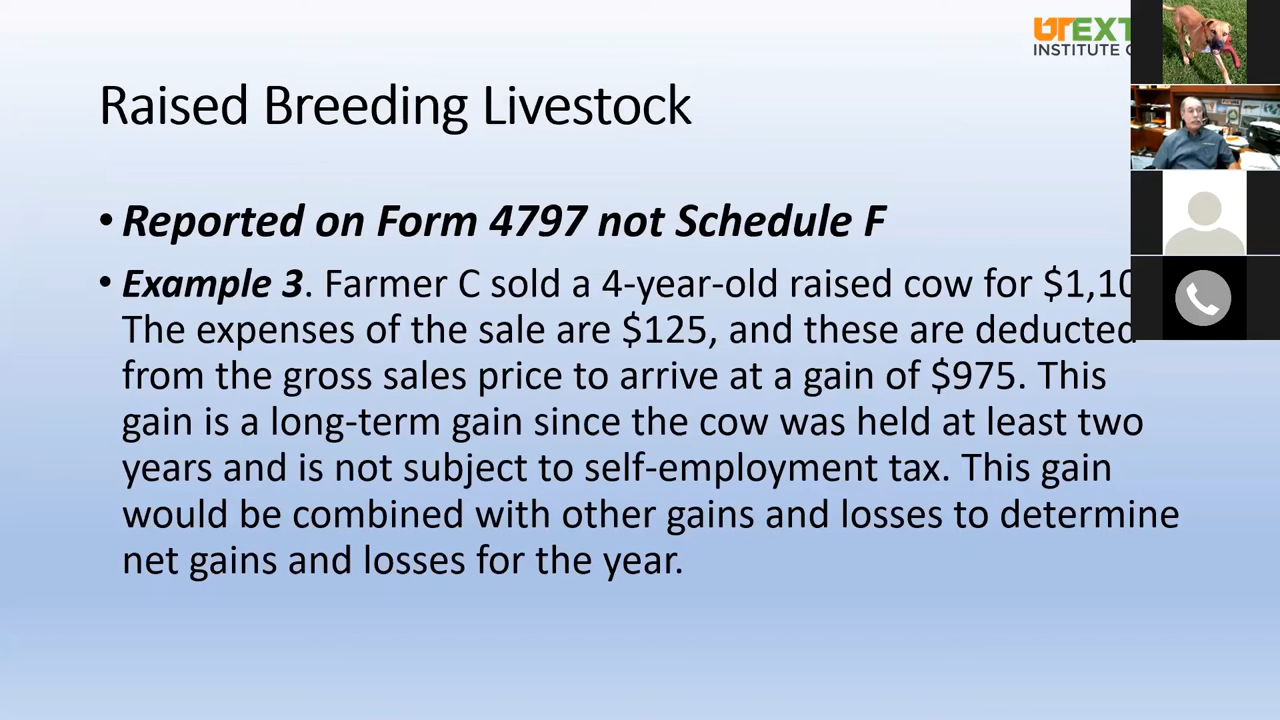 UTEXT
INSTITUTE
Raised Breeding Livestock
• Reported on Form 4797 not Schedule F
• Example 3. Farmer C sold a 4-year-old raised cow for $1,10
The expenses of the sale are $125, and these are deducted
from the gross sales price to arrive at a gain of $975. This
gain is a long-term gain since the cow was held at least two
years and is not subject to self-employment tax. This gain
would be combined with other gains and losses to determine
net gains and losses for the year.